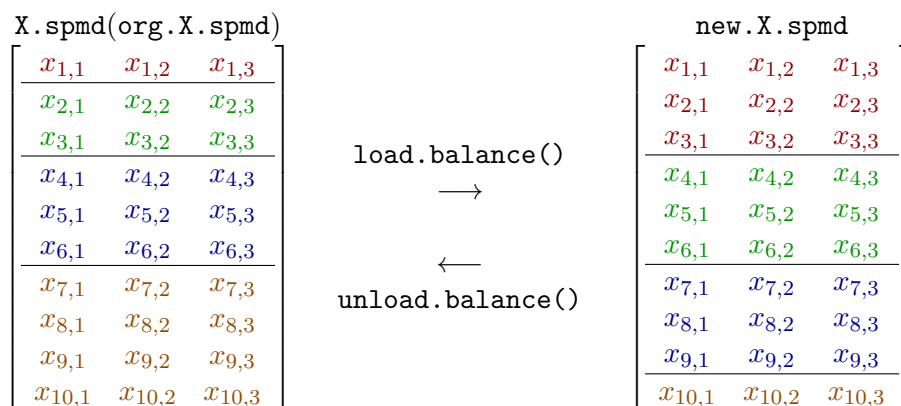 X.spmd(org.X.spmd)
x1,1 x1,2 x1,3
x2,1 x2,2 x2,3
x3,1 x3,2 x3,3
x4,1 x4,2 x4,3
x5,1 x5,2 x5,3
x6,1 x6,2 x6,3
x7,1 x7,2 x7,3
x8,1 x8,2 x8,3
x9,1 x9,2 x9,3
x10,1 x10,2 x10,3
load.balance()
⟶
⟵
unload.balance()
new.X.spmd
x1,1 x1,2 x1,3
x2,1 x2,2 x2,3
x3,1 x3,2 x3,3
x4,1 x4,2 x4,3
x5,1 x5,2 x5,3
x6,1 x6,2 x6,3
x7,1 x7,2 x7,3
x8,1 x8,2 x8,3
x9,1 x9,2 x9,3
x10,1 x10,2 x10,3